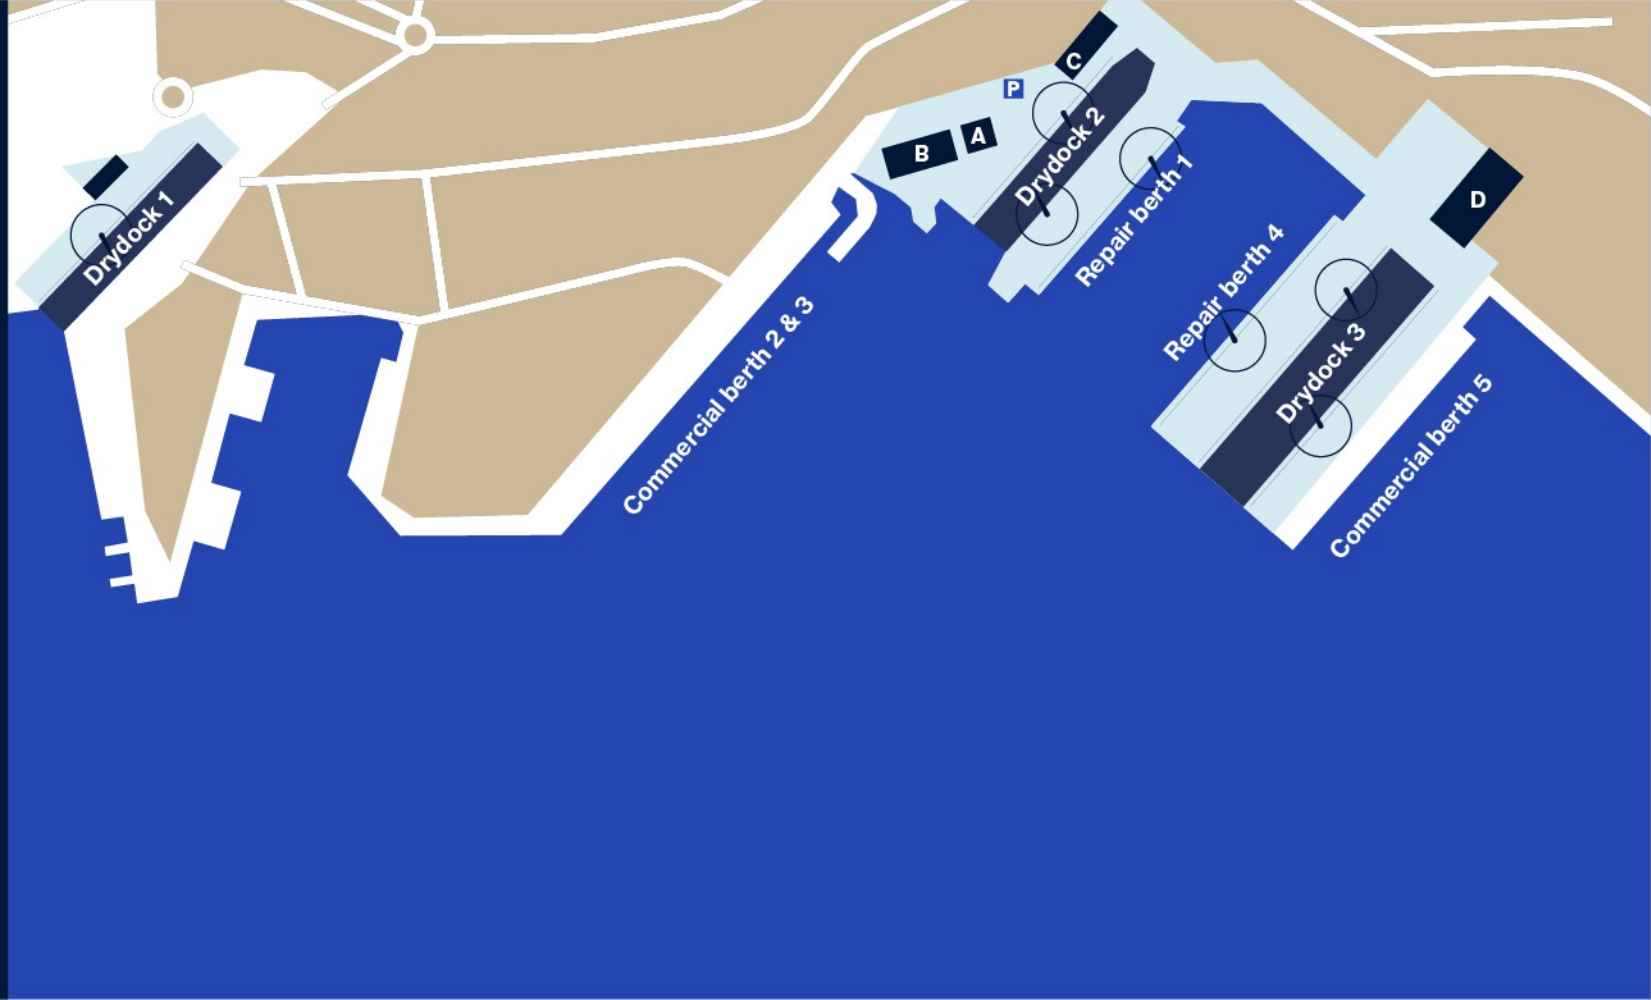 C
P
A
B
Drydock 2
Repair berth 1
D
Drydock 1
Repair berth 4
Drydock 3
Commercial berth 2 & 3
Commercial berth 5